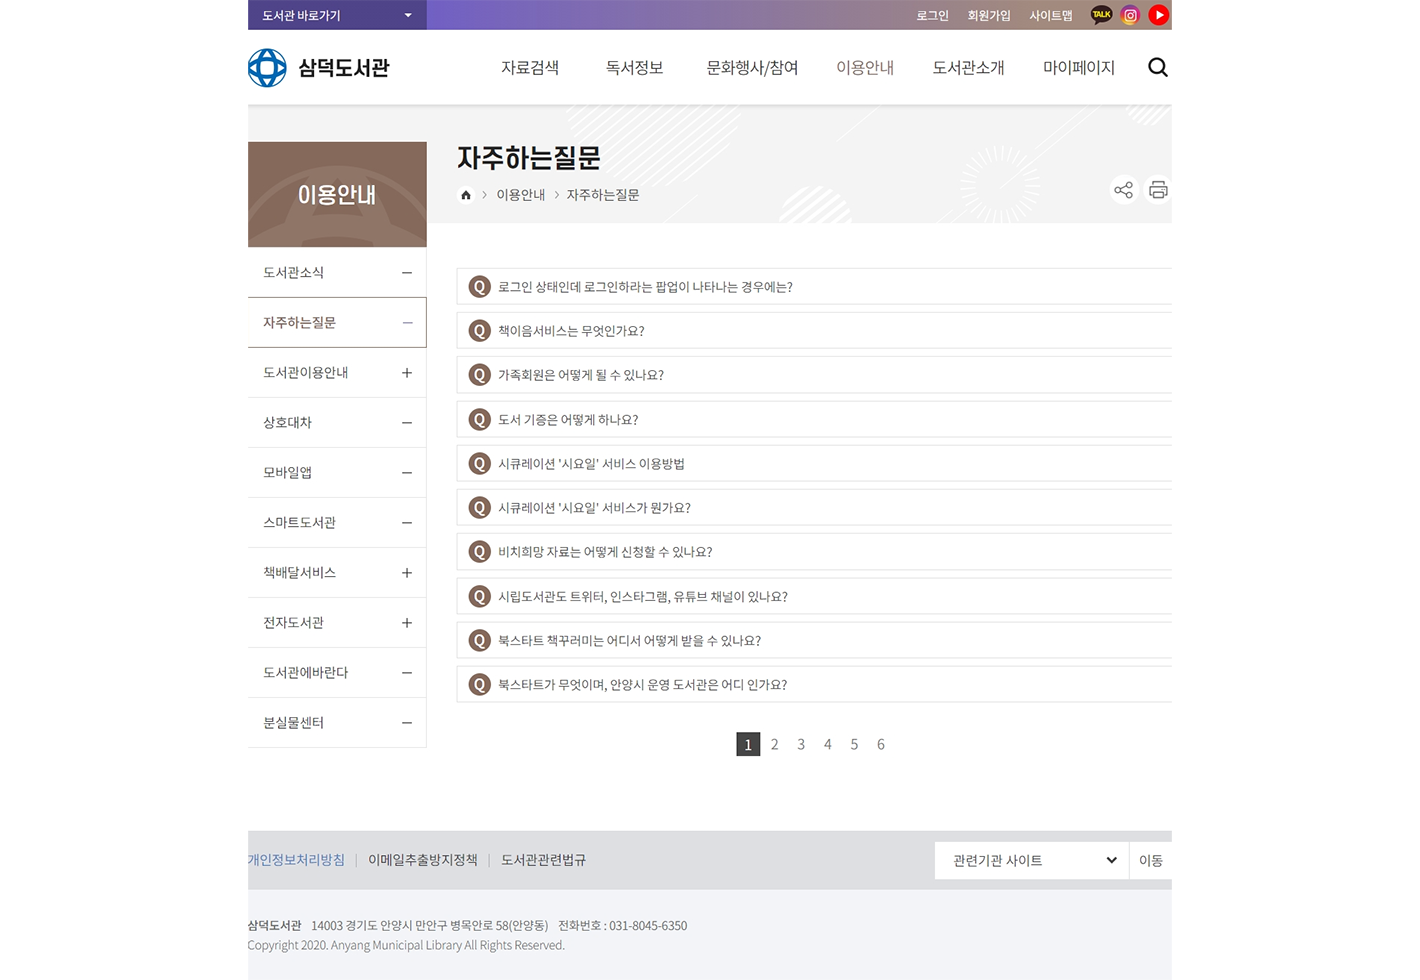 도서관 바로가기
로그인 회원가입 사이트맵 TALK
삼덕도서관
자료검색 독서정보 문화행사/참여 이용안내 도서관소개 마이페이지
이용안내
자주하는질문
이용안내 자주하는질문
도서관소식
자주하는질문
도서관이용안내
상호대차
모바일앱
스마트도서관
책배달서비스
전자도서관
도서관에바란다
분실물센터
Q 로그인 상태인데 로그인하라는 팝업이 나타나는 경우에는?
Q 책이음서비스는 무엇인가요?
Q 가족회원은 어떻게 될 수 있나요?
Q 도서 기증은 어떻게 하나요?
Q 시큐레이션 '시요일' 서비스 이용방법
Q 시큐레이션 '시요일' 서비스가 뭔가요?
Q 비치희망 자료는 어떻게 신청할 수 있나요?
Q 시립도서관도 트위터, 인스타그램, 유튜브 채널이 있나요?
Q 북스타트 책꾸러미는 어디서 어떻게 받을 수 있나요?
Q 북스타트가 무엇이며, 안양시 운영 도서관은 어디 인가요?
1 2 3 4 5 6
개인정보처리방침 | 이메일추출방지정책 | 도서관관련법규
관련기관 사이트 이동
삼덕도서관 14003 경기도 안양시 만안구 병목안로 58(안양동) 전화번호 : 031-8045-6350
Copyright 2020. Anyang Municipal Library All Rights Reserved.